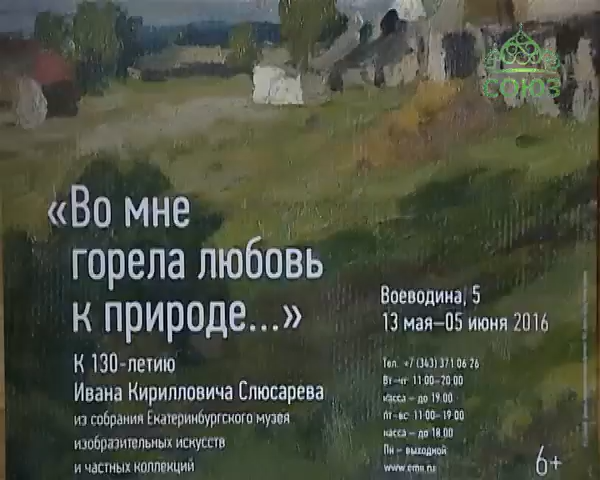 СОЮЗ
«Во мне
горела любовь
к природе...»
К 130-летию
Ивана Кирилловича Слюсарева
из собрания Екатеринбургского музея
изобразительных искусств
и частных коллекций
Воеводина, 5
13 мая—05 июня 2016
Тел. +7 (343) 371 06 26
Вт—чт 11:00—20:00
касса — до 19:00
Пт—вс 11:00—19:00
касса — до 18:00
Пн — выходной
www.emii.ru
6+